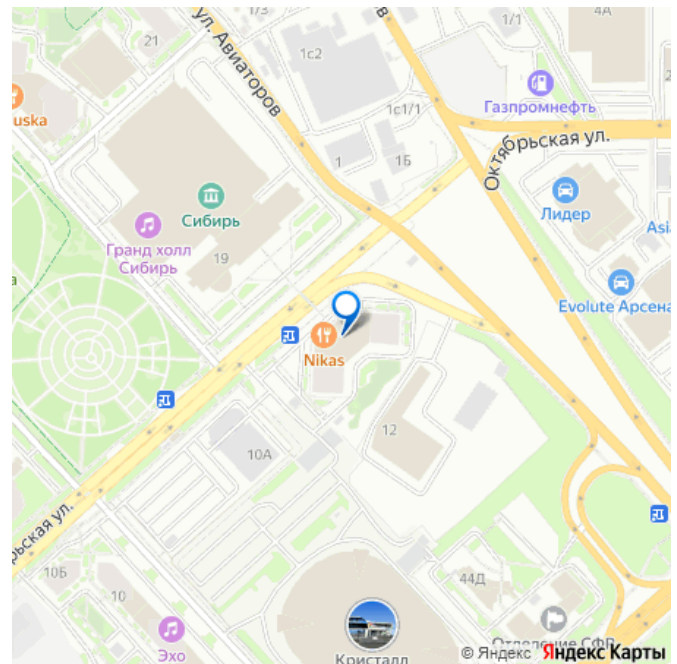 1/3
1/1
4А
21
ул. Авиаторов
1с2
Газпромнефть
uska
1с1/1
Октябрьская ул.
1
1Б
Сибирь
Лидер
Гранд холл
Сибирь
19
Asi
Evolute Арсена
Nikas
12
10А
рьская ул.
10Б
10
44Д
Эхо
Отделение СФР
Кристалл
© Яндекс Яндекс Карты